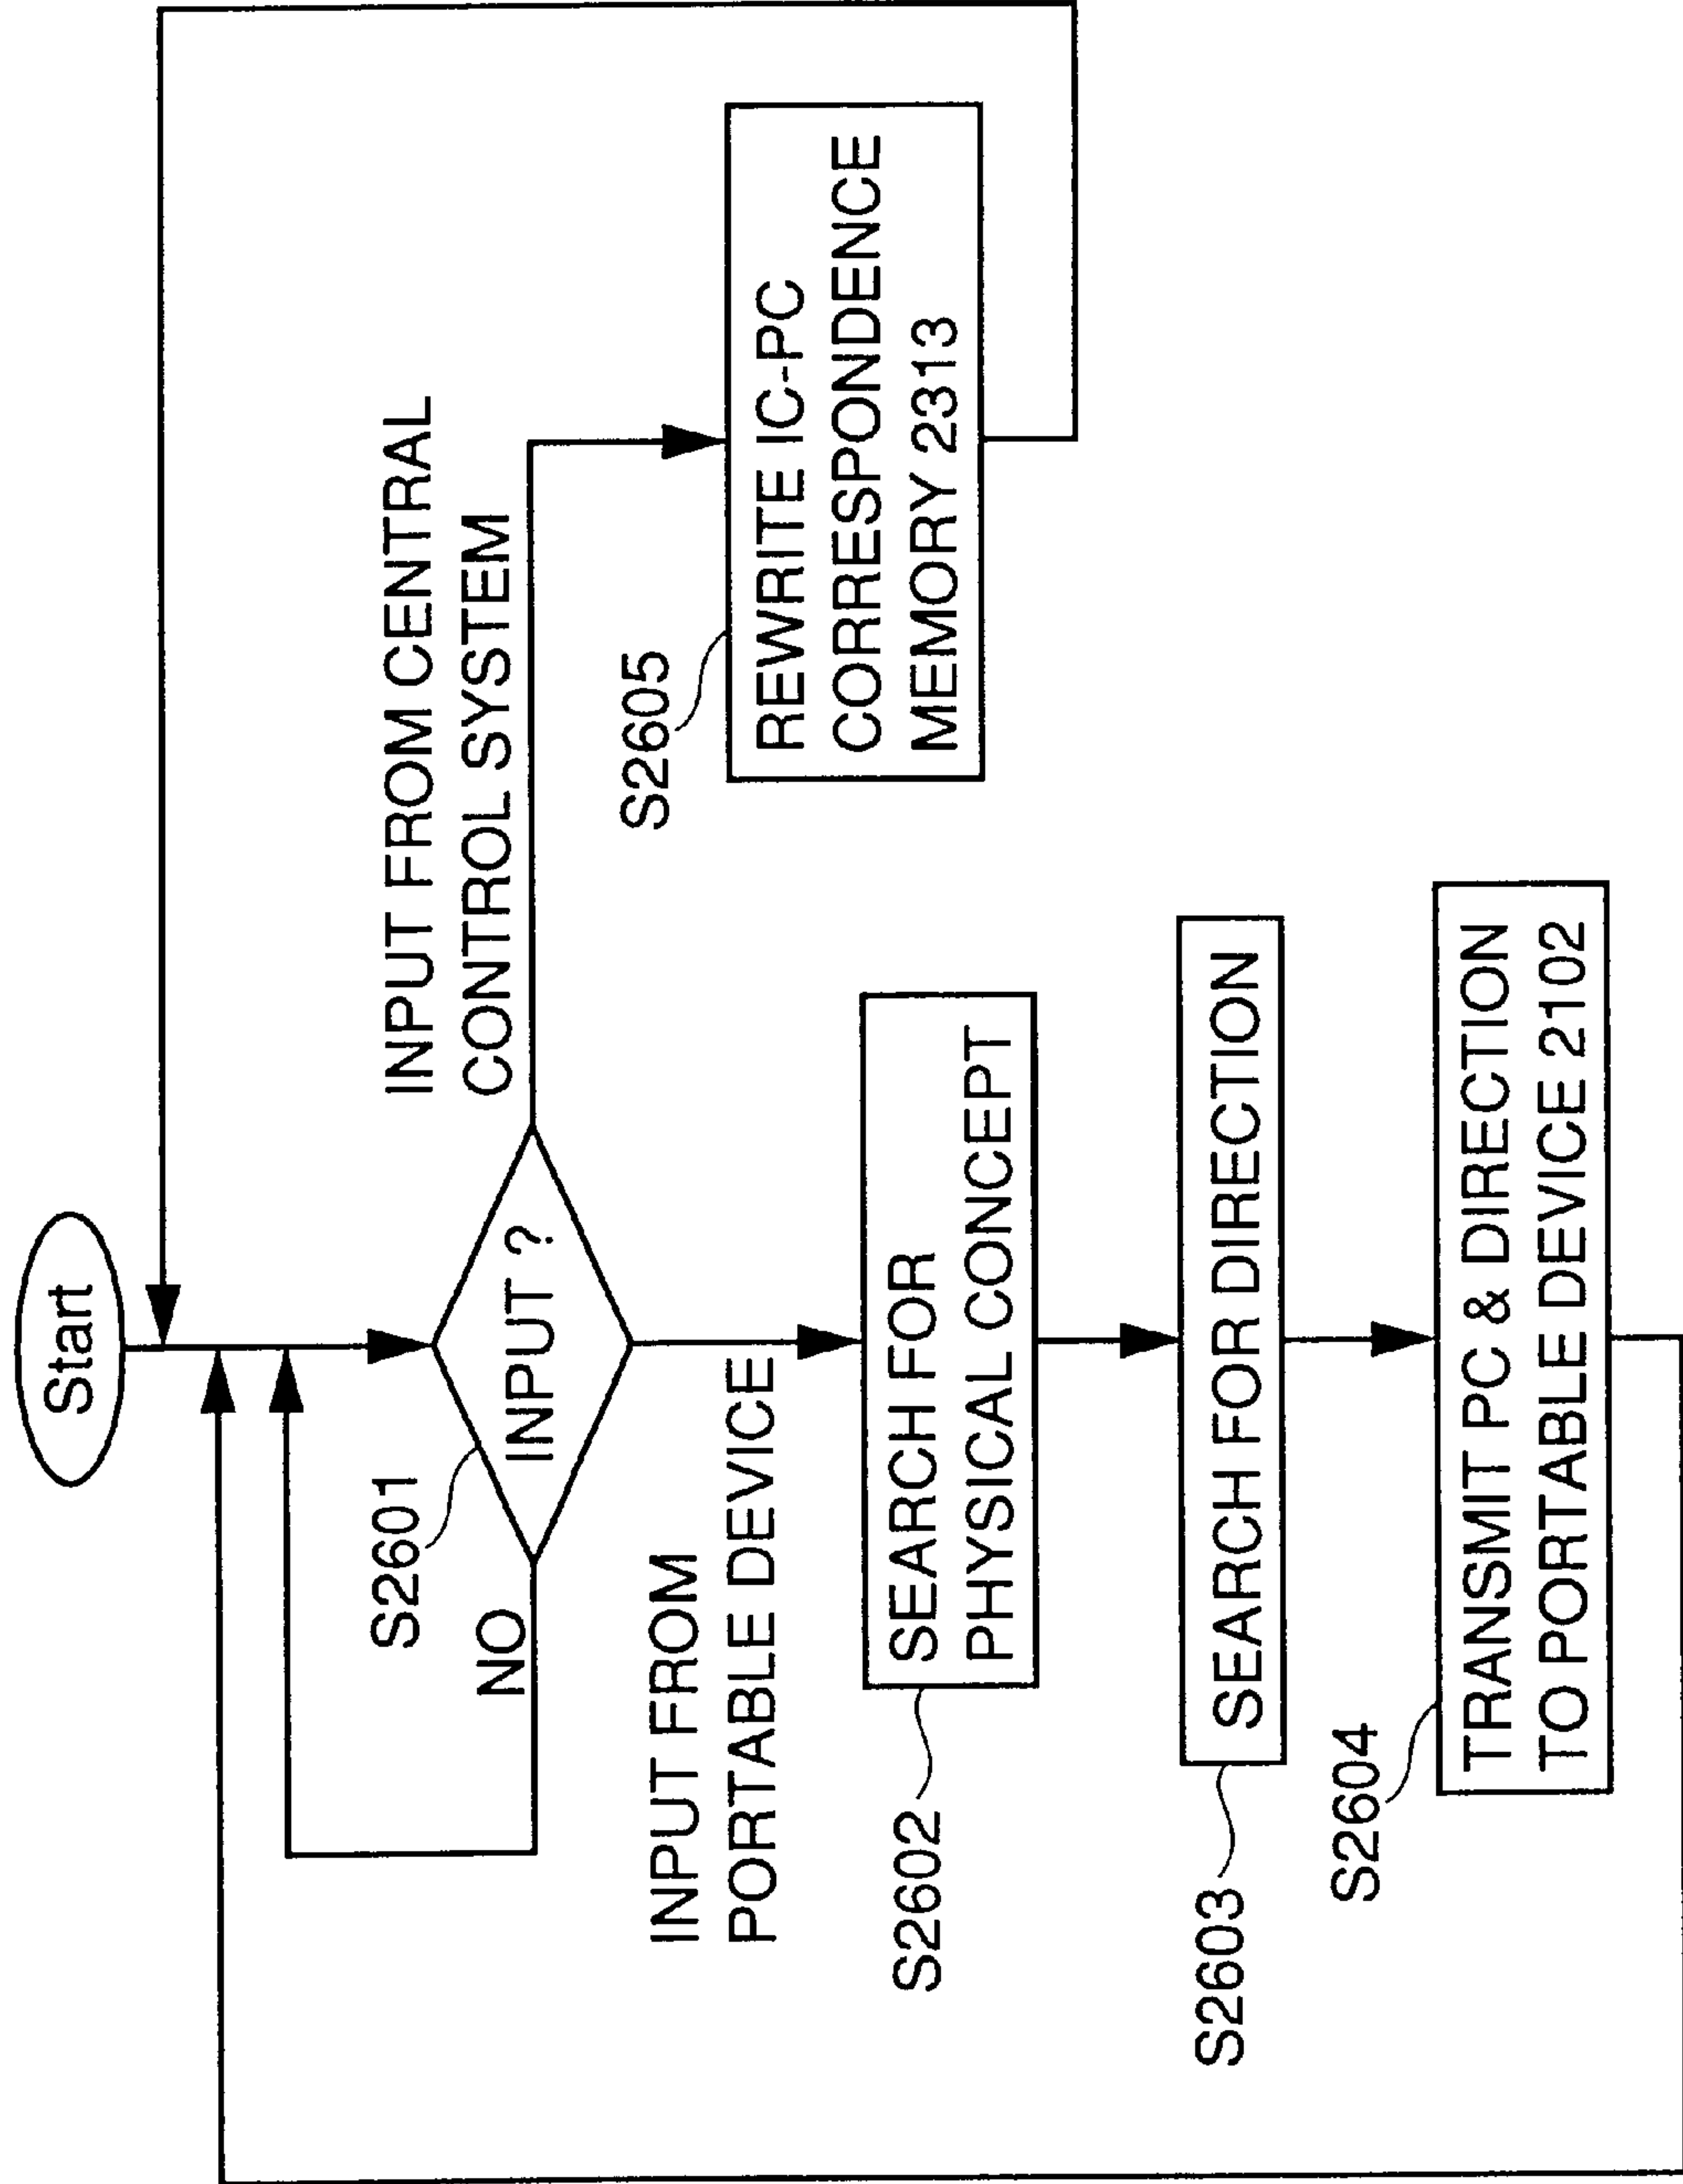 Start
S2601
INPUT ?
NO
INPUT FROM CENTRAL
CONTROL SYSTEM
INPUT FROM
PORTABLE DEVICE
S2605
REWRITE IC-PC
CORRESPONDENCE
MEMORY 2313
S2602
SEARCH FOR
PHYSICAL CONCEPT
S2603
SEARCH FOR DIRECTION
S2604
TRANSMIT PC & DIRECTION
TO PORTABLE DEVICE 2102